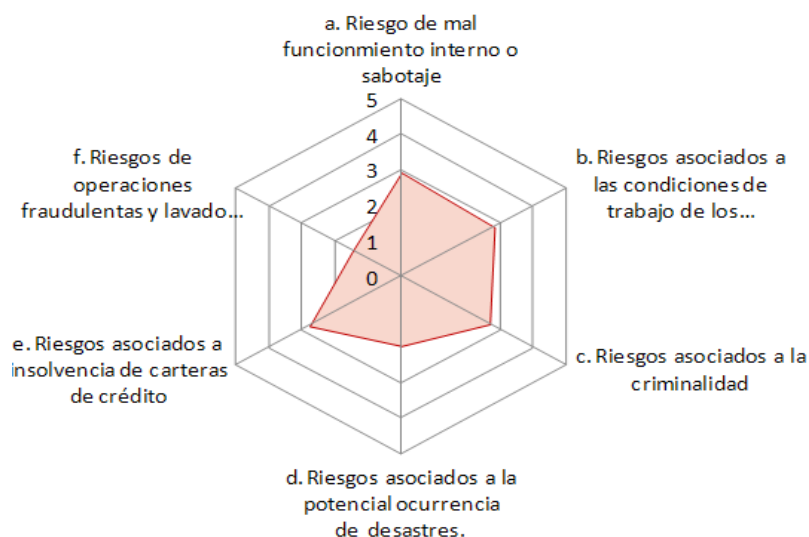 a. Riesgo de mal
funcionmiento interno o
sabotaje
5
4
3
2
1
0
b. Riesgos asociados a
las condiciones de
trabajo de los...
c. Riesgos asociados a la
criminalidad
d. Riesgos asociados a la
potencial ocurrencia
de desastres.
e. Riesgos asociados a
insolvencia de carteras
de crédito
f. Riesgos de
operaciones
fraudulentas y lavado...